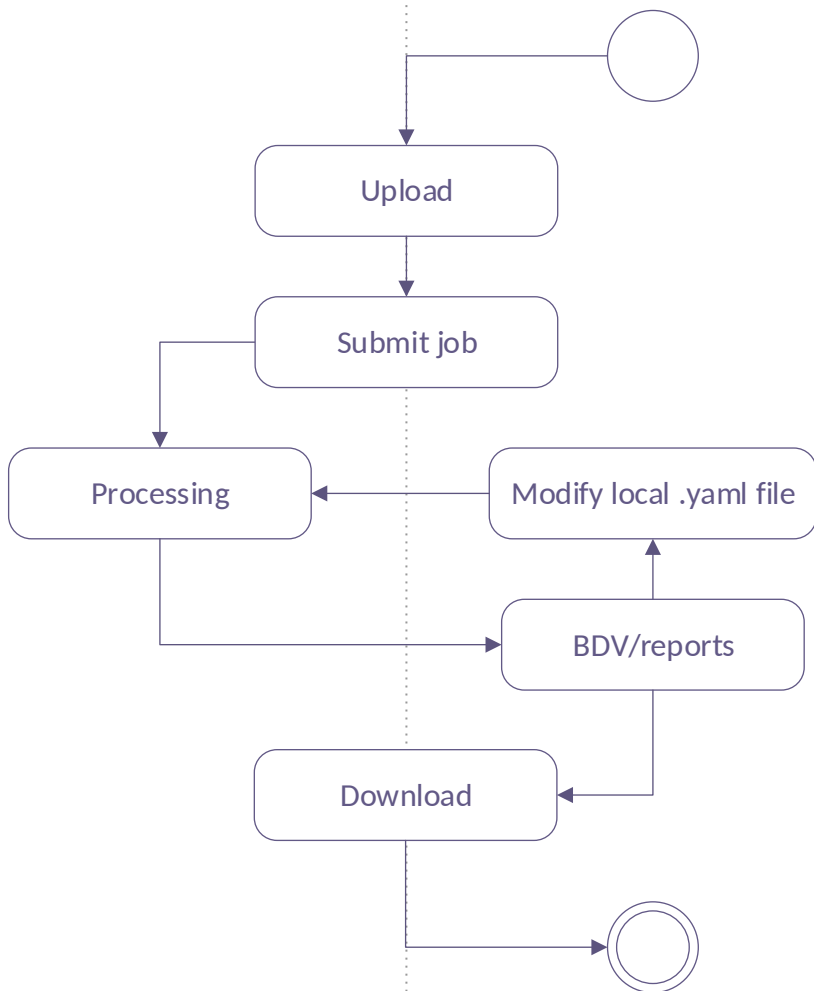 Upload
Submit job
Processing
Modify local .yaml file
BDV/reports
Download